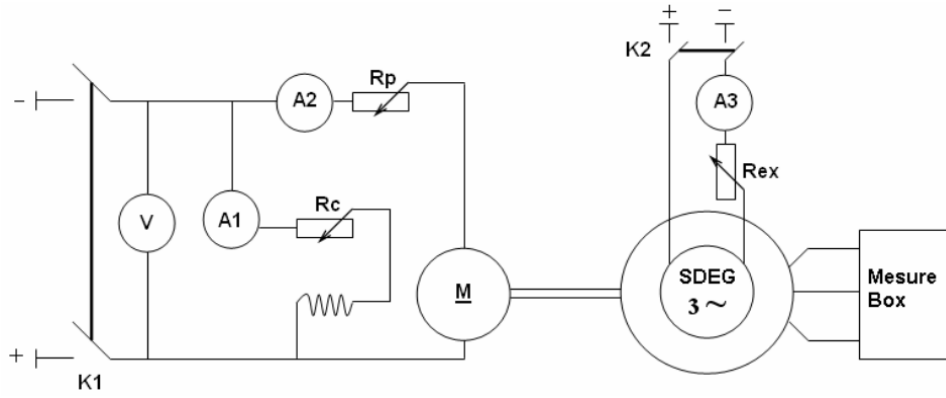 + −
K2
Rp
A2
A3
−
Rex
Rc
V
A1
M
SDEG
3 ~
Mesure
Box
+
K1